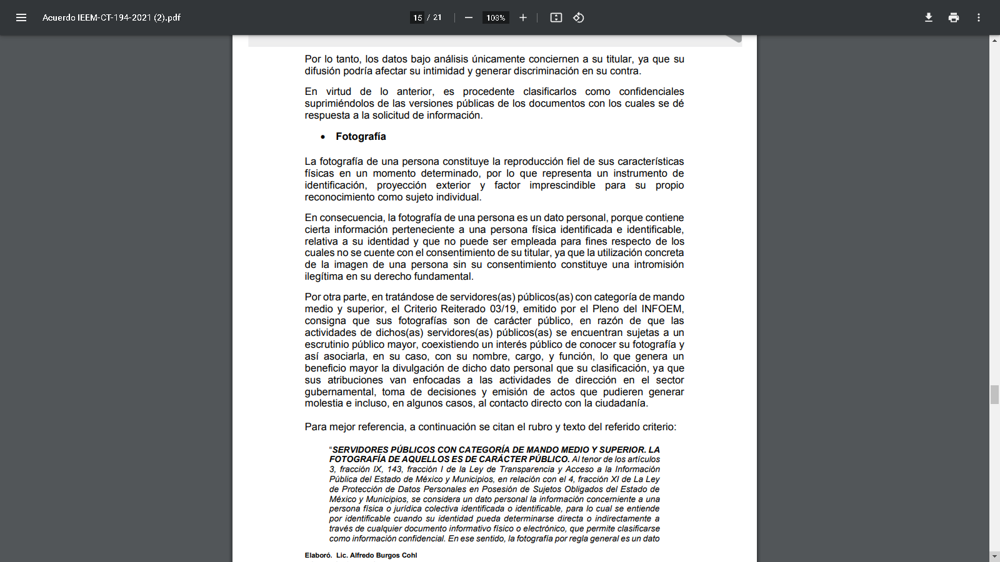 Acuerdo IEEM-CT-194-2021 (2).pdf
15 / 21
103%
Por lo tanto, los datos bajo análisis únicamente conciernen a su titular, ya que su
difusión podría afectar su intimidad y generar discriminación en su contra.
En virtud de lo anterior, es procedente clasificarlos como confidenciales
suprimiéndolos de las versiones públicas de los documentos con los cuales se dé
respuesta a la solicitud de información.
• Fotografía
La fotografía de una persona constituye la reproducción fiel de sus características
físicas en un momento determinado, por lo que representa un instrumento de
identificación, proyección exterior y factor imprescindible para su propio
reconocimiento como sujeto individual.
En consecuencia, la fotografía de una persona es un dato personal, porque contiene
cierta información perteneciente a una persona física identificada e identificable,
relativa a su identidad y que no puede ser empleada para fines respecto de los
cuales no se cuente con el consentimiento de su titular, ya que la utilización concreta
de la imagen de una persona sin su consentimiento constituye una intromisión
ilegítima en su derecho fundamental.
Por otra parte, en tratándose de servidores(as) públicos(as) con categoría de mando
medio y superior, el Criterio Reiterado 03/19, emitido por el Pleno del INFOEM,
consigna que sus fotografías son de carácter público, en razón de que las
actividades de dichos(as) servidores(as) públicos(as) se encuentran sujetas a un
escrutinio público mayor, coexistiendo un interés público de conocer su fotografía y
así asociarla, en su caso, con su nombre, cargo, y función, lo que genera un
beneficio mayor la divulgación de dicho dato personal que su clasificación, ya que
sus atribuciones van enfocadas a las actividades de dirección en el sector
gubernamental, toma de decisiones y emisión de actos que pudieren generar
molestia e incluso, en algunos casos, al contacto directo con la ciudadanía.
Para mejor referencia, a continuación se citan el rubro y texto del referido criterio:
“SERVIDORES PÚBLICOS CON CATEGORÍA DE MANDO MEDIO Y SUPERIOR. LA
FOTOGRAFÍA DE AQUELLOS ES DE CARÁCTER PÚBLICO. Al tenor de los artículos
3, fracción IX, 143, fracción I de la Ley de Transparencia y Acceso a la Información
Pública del Estado de México y Municipios, en relación con el 4, fracción XI de La Ley
de Protección de Datos Personales en Posesión de Sujetos Obligados del Estado de
México y Municipios, se considera un dato personal la información concerniente a una
persona física o jurídica colectiva identificada o identificable, para lo cual se entiende
por identificable cuando su identidad pueda determinarse directa o indirectamente a
través de cualquier documento informativo físico o electrónico, que permite clasificarse
como información confidencial. En ese sentido, la fotografía por regla general es un dato
Elaboró. Lic. Alfredo Burgos Cohl